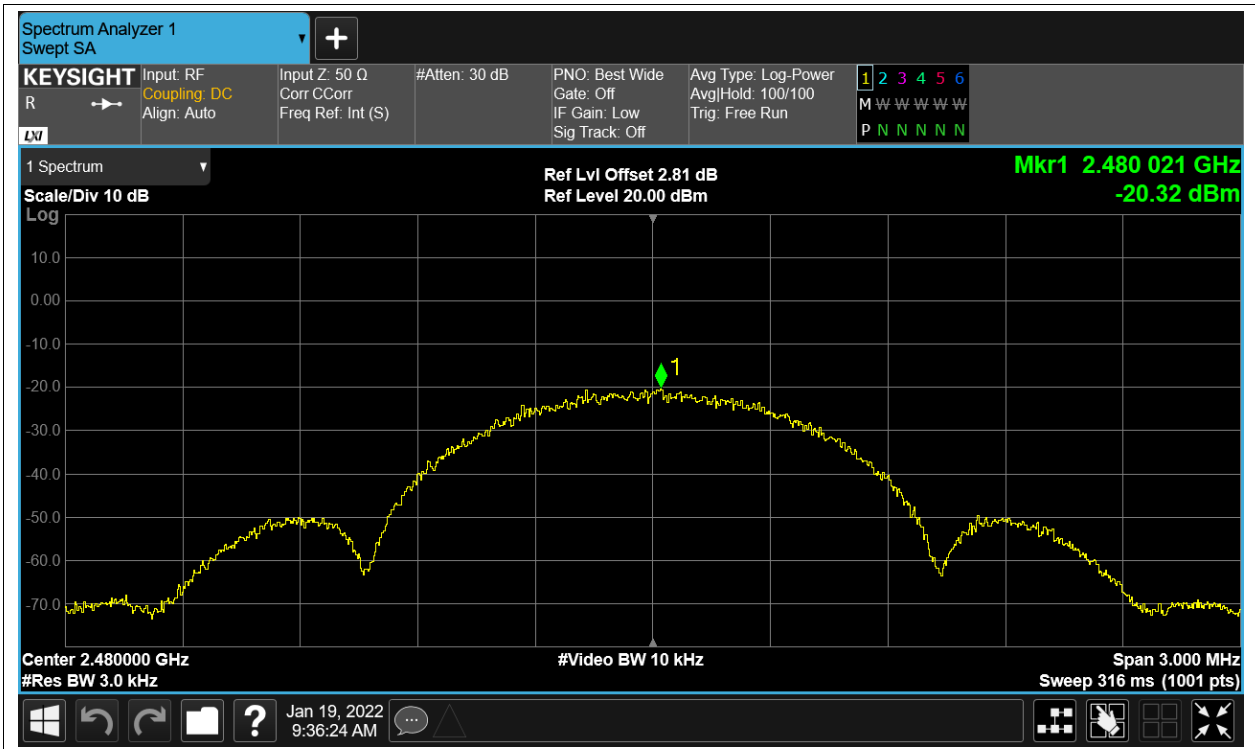 Spectrum Analyzer 1
Swept SA
KEYSIGHT
R
LXI
Input: RF
Coupling: DC
Align: Auto
Input Z: 50 Ω
Corr CCorr
Freq Ref: Int (S)
#Atten: 30 dB
PNO: Best Wide
Gate: Off
IF Gain: Low
Sig Track: Off
Avg Type: Log-Power
Avg|Hold: 100/100
Trig: Free Run
1 2 3 4 5 6
M W W W W W
P N N N N N
1 Spectrum
Scale/Div 10 dB
Log
Ref Lvl Offset 2.81 dB
Ref Level 20.00 dBm
Mkr1 2.480 021 GHz
-20.32 dBm
10.0
0.00
-10.0
1
-20.0
-30.0
-40.0
-50.0
-60.0
-70.0
Center 2.480000 GHz
#Video BW 10 kHz
Span 3.000 MHz
#Res BW 3.0 kHz
Sweep 316 ms (1001 pts)
?
Jan 19, 2022
9:36:24 AM